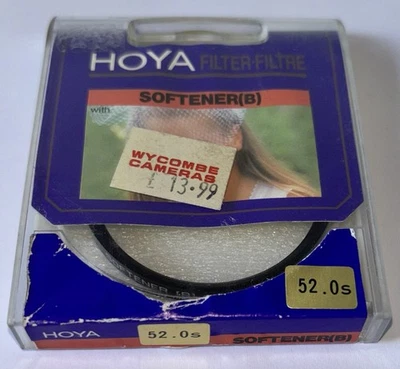 HOYA FILTER·FILTRE
SOFTENER(B)
with
WYCOMBE
CAMERAS
£ 13·99
52.0s
HOYA
52.0s
SOFTENER(B)